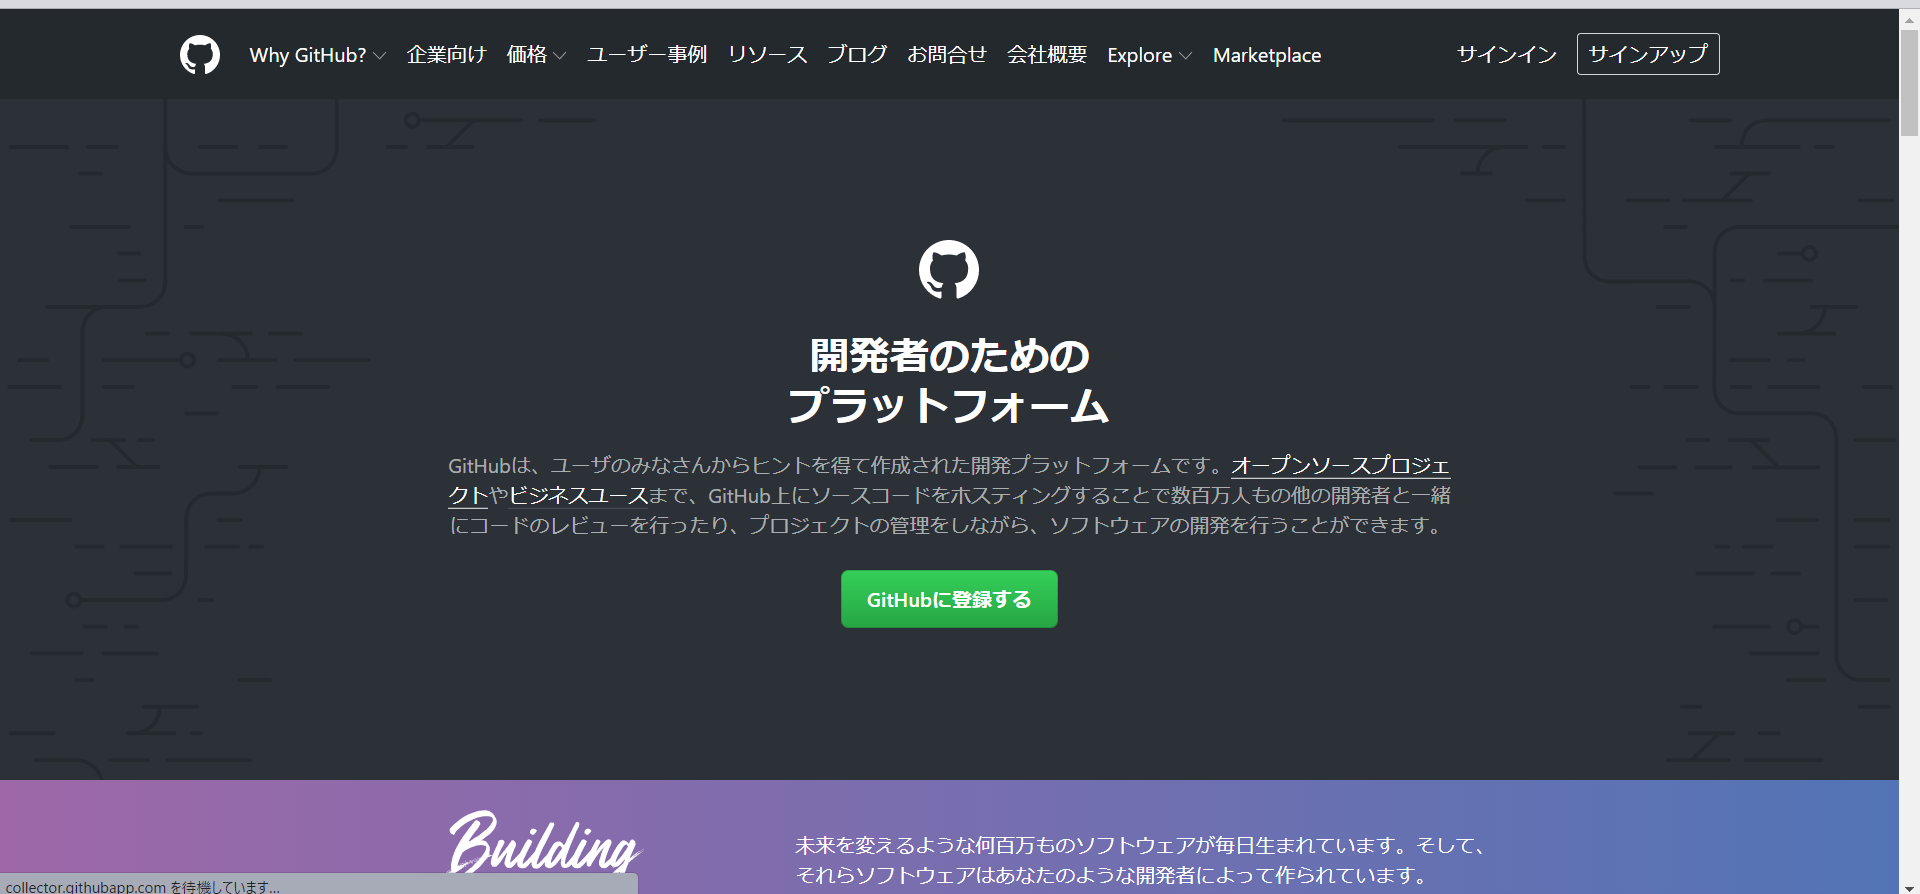 Why GitHub? 企業向け 価格 ユーザー事例 リソース ブログ お問合せ 会社概要 Explore Marketplace サインイン サインアップ
開発者のための
プラットフォーム
GitHubは、ユーザのみなさんからヒントを得て作成された開発プラットフォームです。オープンソースプロジェ
クトやビジネスユースまで、GitHub上にソースコードをホスティングすることで数百万人もの他の開発者と一緒
にコードのレビューを行ったり、プロジェクトの管理をしながら、ソフトウェアの開発を行うことができます。
GitHubに登録する
Building
未来を変えるような何百万ものソフトウェアが毎日生まれています。そして、
それらソフトウェアはあなたのような開発者によって作られています。
collector.githubapp.com を待機しています...